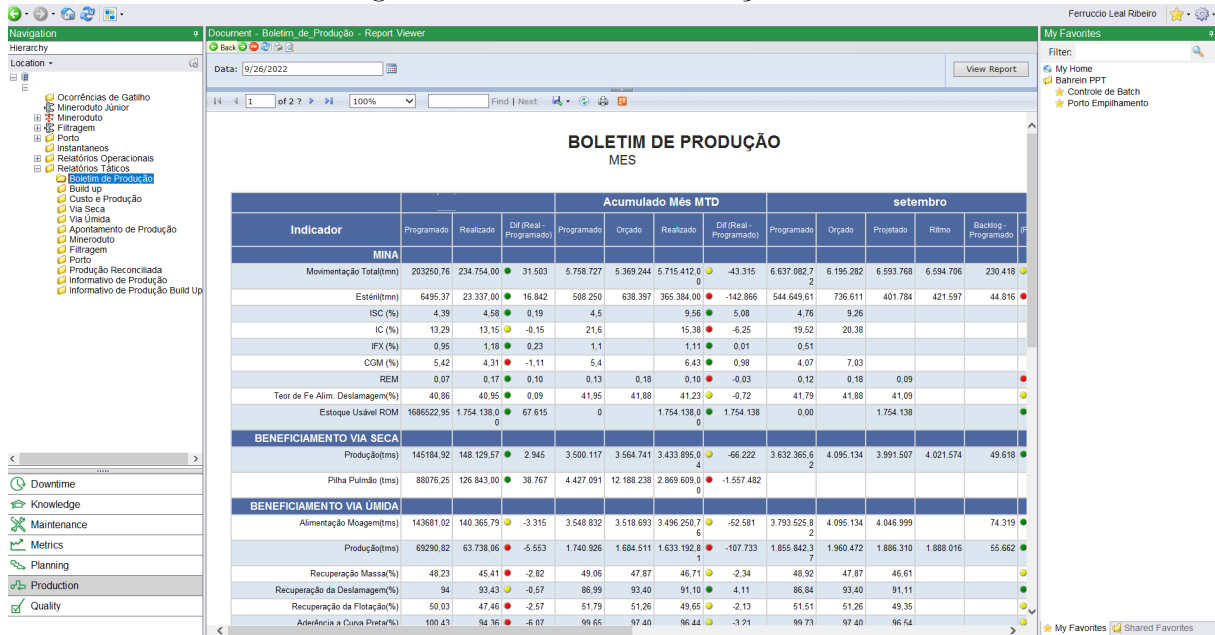 Ferruccio Leal Ribeiro
Navigation
Hierarchy
Location
Ocorrências de Gatilho
Mineroduto Júnior
Mineroduto
Filtragem
Porto
Instantaneos
Relatórios Operacionais
Relatórios Táticos
Boletim de Produção
Build up
Custo e Produção
Via Seca
Via Úmida
Apontamento de Produção
Mineroduto
Filtragem
Porto
Produção Reconciliada
Informativo de Produção
Informativo de Produção Build Up
Downtime
Knowledge
Maintenance
Metrics
Planning
Production
Quality
Document - Boletim_de_Produção - Report Viewer
Back
Data: 9/26/2022 View Report
1 of 2 ? 100% Find | Next
BOLETIM DE PRODUÇÃO
MES
Acumulado Mês MTD setembro
Indicador Programado Realizado Dif (Real - Programado) Programado Orçado Realizado Dif (Real - Programado) Programado Orçado Projetado Ritmo Backlog - Programado
MINA
Movimentação Total(tmn) 203250,76 234.754,00 31.503 5.758.727 5.369.244 5.715.412,00 -43.315 6.637.082,72 6.195.282 6.593.768 6.594.706 230.418
Estéril(tmn) 6495,37 23.337,00 16.842 508.250 638.397 365.384,00 -142.866 544.649,61 736.611 401.784 421.597 44.816
ISC (%) 4,39 4,58 0,19 4,5 9,56 5,08 4,76 9,26
IC (%) 13,29 13,15 -0,15 21,6 15,38 -6,25 19,52 20,38
IFX (%) 0,95 1,18 0,23 1,1 1,11 0,01 0,51
CGM (%) 5,42 4,31 -1,11 5,4 6,43 0,98 4,07 7,03
REM 0,07 0,17 0,10 0,13 0,18 0,10 -0,03 0,12 0,18 0,09
Teor de Fe Alim. Deslamagem(%) 40,86 40,95 0,09 41,95 41,88 41,23 -0,72 41,79 41,88 41,09
Estoque Usável ROM 1686522,95 1.754.138,00 67.615 0 1.754.138,00 1.754.138 0,00 1.754.138
BENEFICIAMENTO VIA SECA
Produção(tms) 145184,92 148.129,57 2.945 3.500.117 3.564.741 3.433.895,04 -66.222 3.632.365,62 4.095.134 3.991.507 4.021.574 49.618
Pilha Pulmão (tms) 88076,25 126.843,00 38.767 4.427.091 12.188.238 2.869.609,00 -1.557.482
BENEFICIAMENTO VIA ÚMIDA
Alimentação Moagem(tms) 143681,02 140.365,79 -3.315 3.548.832 3.518.693 3.496.250,76 -52.581 3.793.525,82 4.095.134 4.046.999 74.319
Produção(tms) 69290,82 63.738,06 -5.553 1.740.926 1.684.511 1.633.192,81 -107.733 1.855.842,37 1.960.472 1.886.310 1.888.016 55.662
Recuperação Massa(%) 48,23 45,41 -2,82 49,06 47,87 46,71 -2,34 48,92 47,87 46,61
Recuperação da Deslamagem(%) 94 93,43 -0,57 86,99 93,40 91,10 4,11 86,84 93,40 91,11
Recuperação da Flotação(%) 50,03 47,46 -2,57 51,79 51,26 49,65 -2,13 51,51 51,26 49,35
Aderência a Curva Preta(%) 100,43 94,36 -6,07 99,65 97,40 96,44 -3,21 99,73 97,40 96,54
My Favorites
Filter:
My Home
Bahrein PPT
Controle de Batch
Porto Empilhamento
My Favorites Shared Favorites